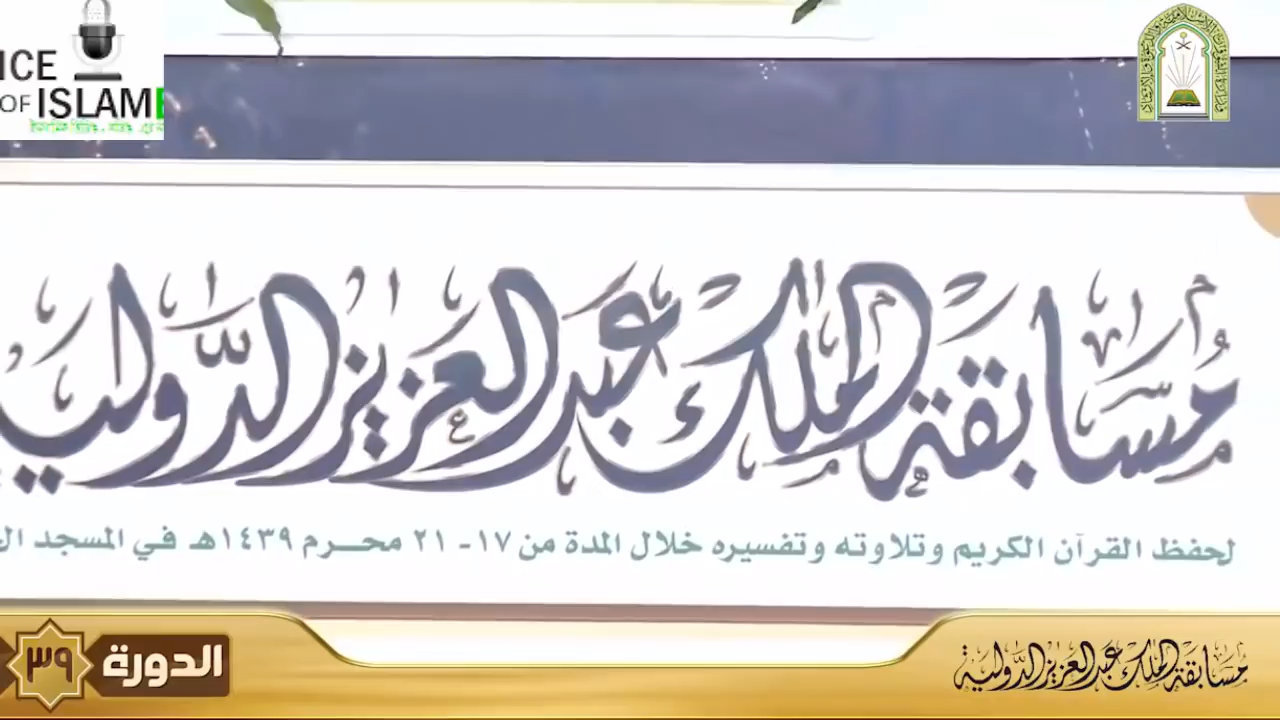 ICE
OF ISLAM
مسابقة الملك عبد العزيز الدولي
لحفظ القرآن الكريم وتلاوته وتفسيره خلال المدة من ١٧- ٢١ محرم ١٤٣٩هـ في المسجد ال
مسابقة الملك عبد العزيز الدولية
الدورة ٣٩